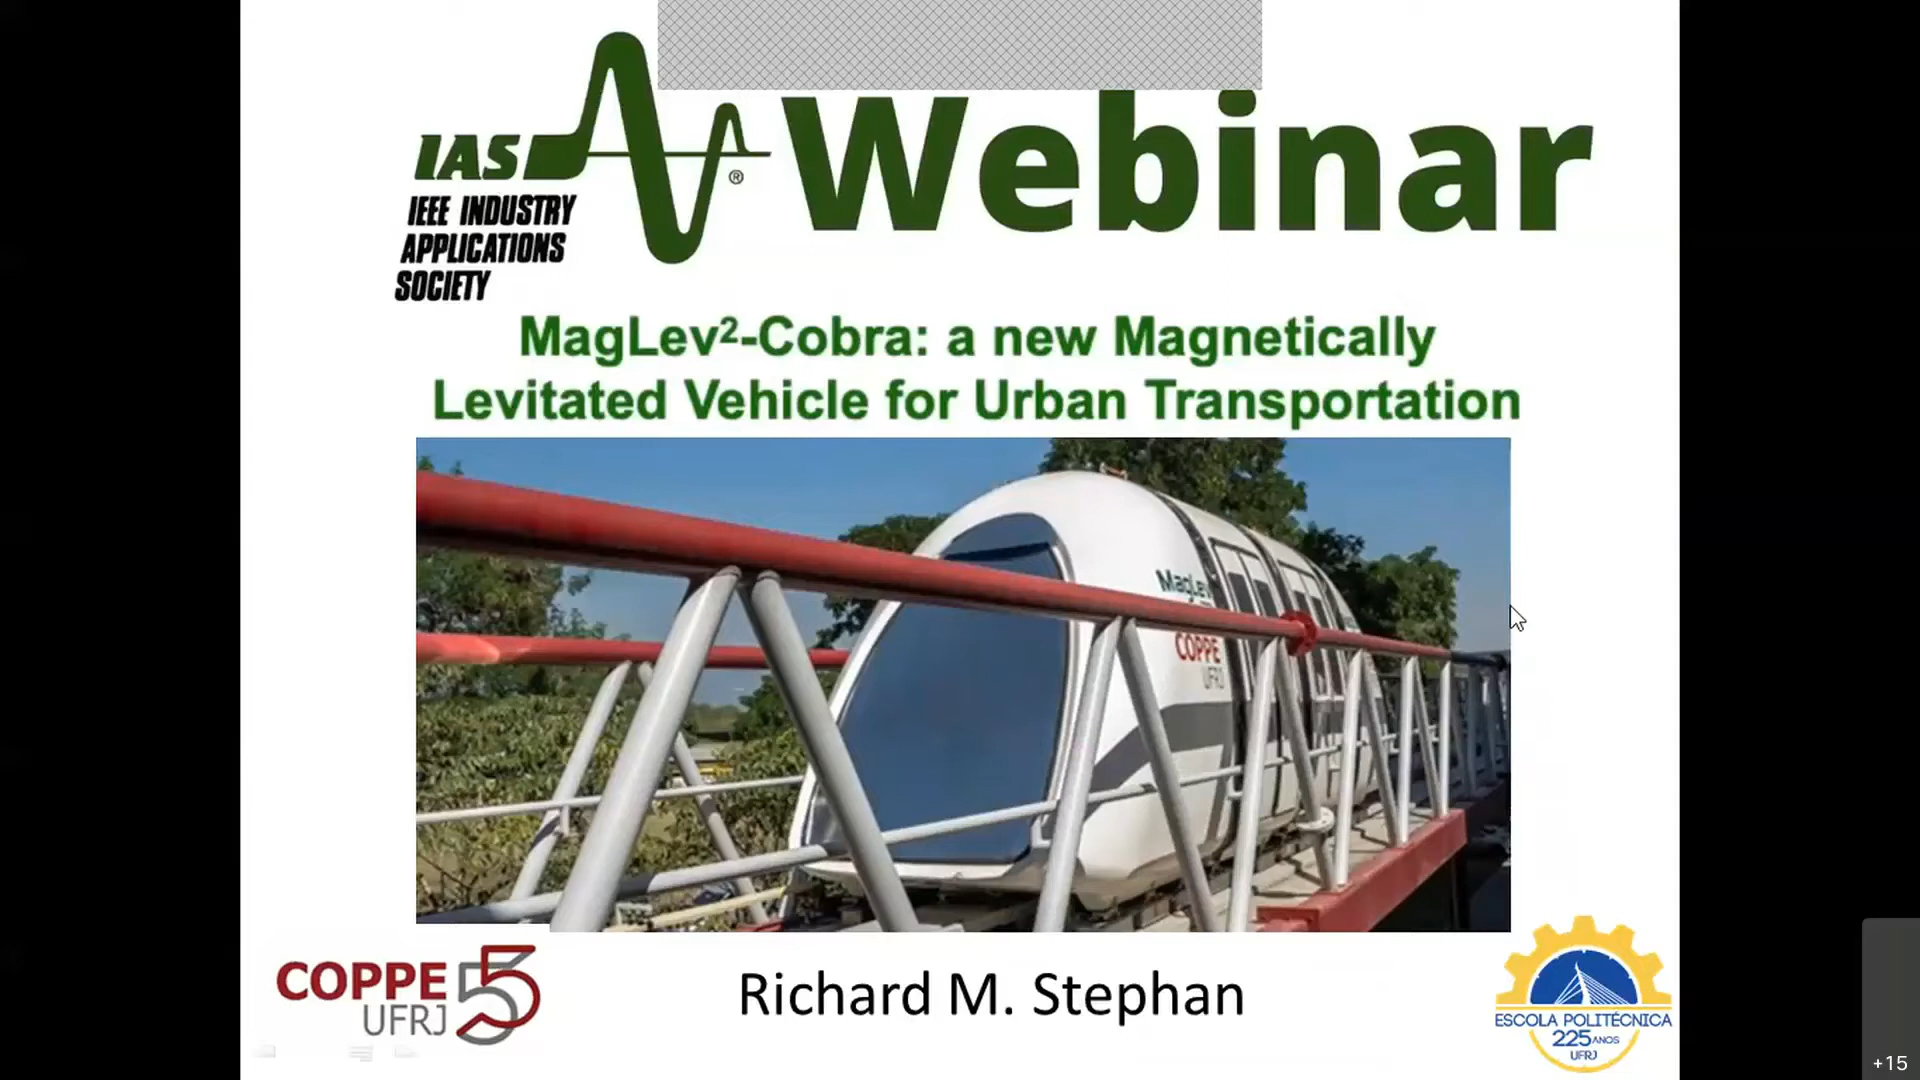 IAS
®
IEEE INDUSTRY
APPLICATIONS
SOCIETY
Webinar
MagLev²-Cobra: a new Magnetically
Levitated Vehicle for Urban Transportation
MagLev
COPPE
UFRJ
COPPE 55
UFRJ
Richard M. Stephan
ESCOLA POLITÉCNICA
225 ANOS
UFRJ
+15